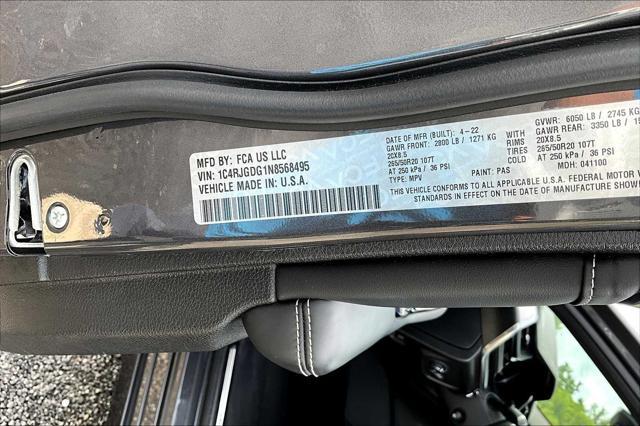 MFD BY: FCA US LLC
VIN: 1C4RJGDG1N8568495
VEHICLE MADE IN: U.S.A.
DATE OF MFR (BUILT): 4-22
GAWR FRONT: 2800 LB / 1271 KG
20X8.5
265/50R20 107T
AT 250 kPa / 36 PSI
TYPE: MPV
GVWR: 6050 LB / 2745 KG
GAWR REAR: 3350 LB /
RIMS 20X8.5
TIRES 265/50R20 107T
AT 250 kPa / 36 PSI
PAINT: PAS
MDH: 041100
THIS VEHICLE CONFORMS TO ALL APPLICABLE U.S.A. FEDERAL MOTOR
STANDARDS IN EFFECT ON THE DATE OF MANUFACTURE SHOWN